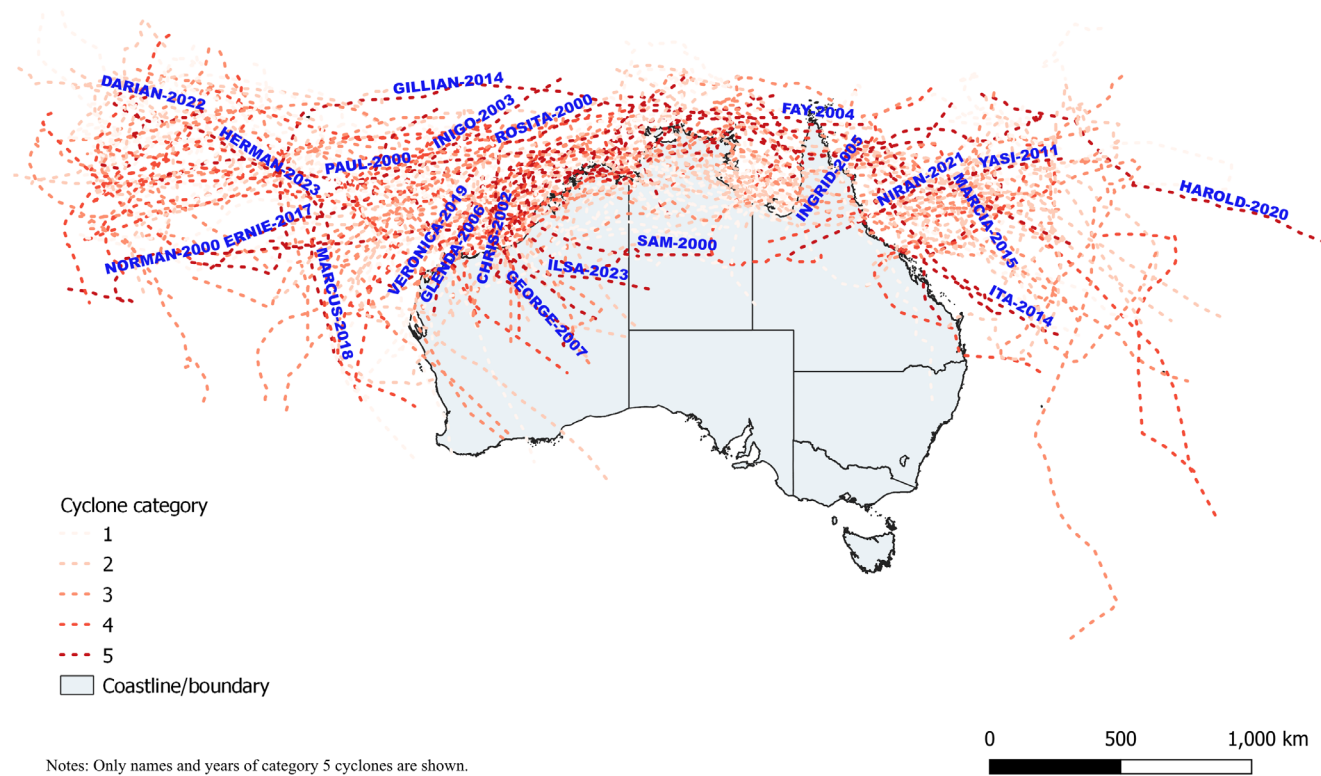 DARIAN-2022
GILLIAN-2014
INIGO-2003
ROSITA-2000
FAY-2004
HERMAN-2023
PAUL-2000
INGRID-2005
NIRAN-2021
YASI-2011
MARCIA-2015
HAROLD-2020
NORMAN-2000 ERNIE-2017
MARCUS-2018
VERONICA-2019
GLENDA-2006
CHRIS-2002
SAM-2000
ILSA-2023
GEORGE-2007
ITA-2014
Cyclone category
1
2
3
4
5
Coastline/boundary
0 500 1,000 km
Notes: Only names and years of category 5 cyclones are shown.